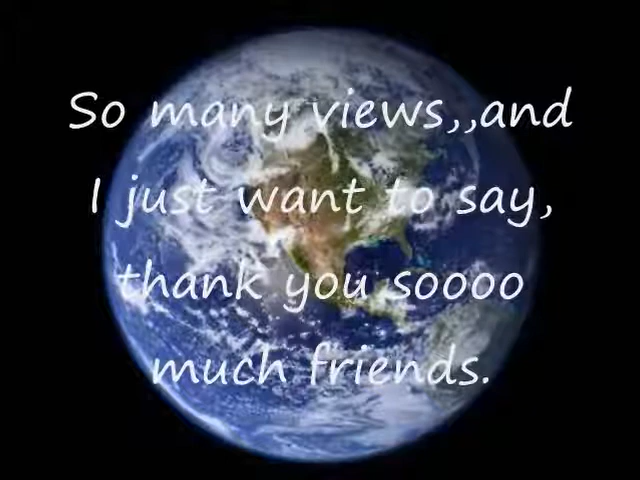 So many views,,and
I just want to say,
thank you soooo
much friends.